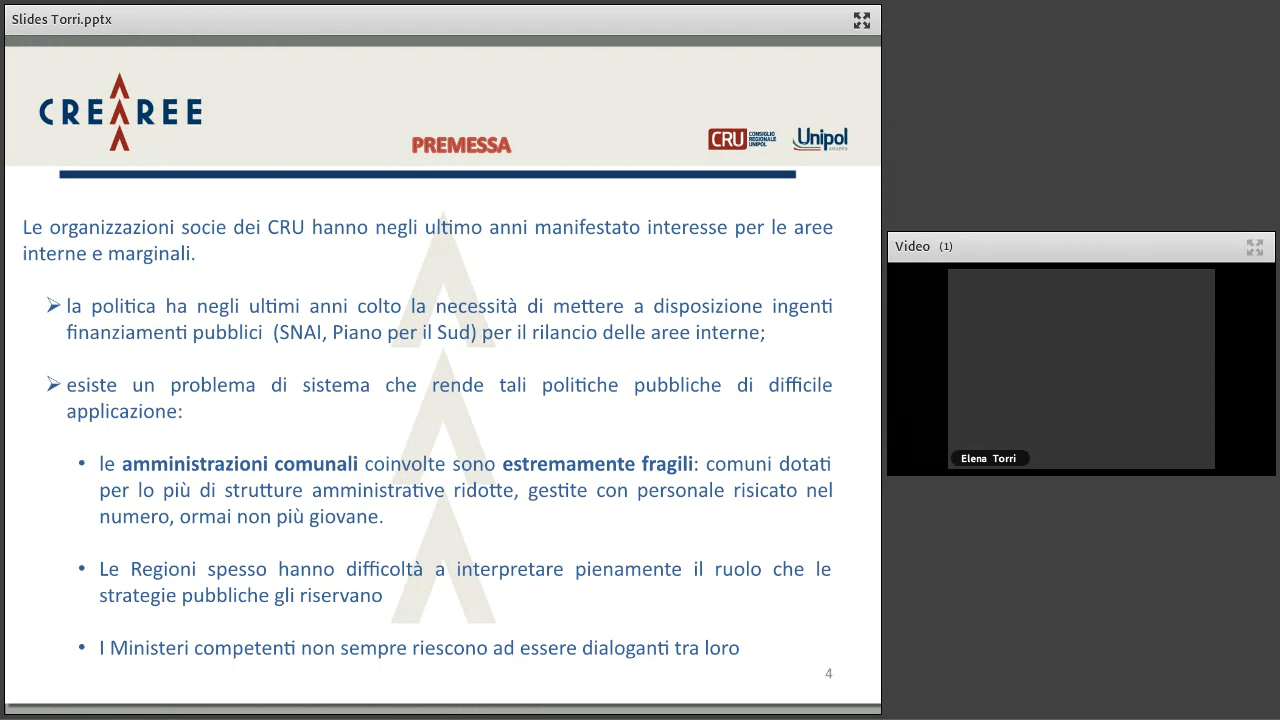 Slides Torri.pptx
CREAREE
PREMESSA
CRU CONSIGLIO REGIONALE UNIPOL
Unipol
GRUPPO
Le organizzazioni socie dei CRU hanno negli ultimo anni manifestato interesse per le aree
interne e marginali.
la politica ha negli ultimi anni colto la necessità di mettere a disposizione ingenti
finanziamenti pubblici (SNAI, Piano per il Sud) per il rilancio delle aree interne;
esiste un problema di sistema che rende tali politiche pubbliche di difficile
applicazione:
• le amministrazioni comunali coinvolte sono estremamente fragili: comuni dotati
per lo più di strutture amministrative ridotte, gestite con personale risicato nel
numero, ormai non più giovane.
• Le Regioni spesso hanno difficoltà a interpretare pienamente il ruolo che le
strategie pubbliche gli riservano
• I Ministeri competenti non sempre riescono ad essere dialoganti tra loro
4
Video (1)
Elena Torri